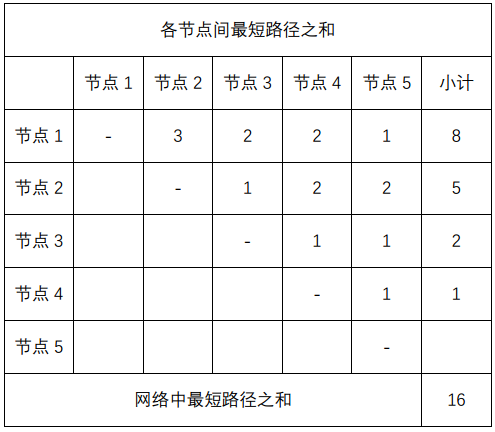 各节点间最短路径之和
节点 1 节点 2 节点 3 节点 4 节点 5 小计
节点 1 - 3 2 2 1 8
节点 2 - 1 2 2 5
节点 3 - 1 1 2
节点 4 - 1 1
节点 5 -
网络中最短路径之和 16